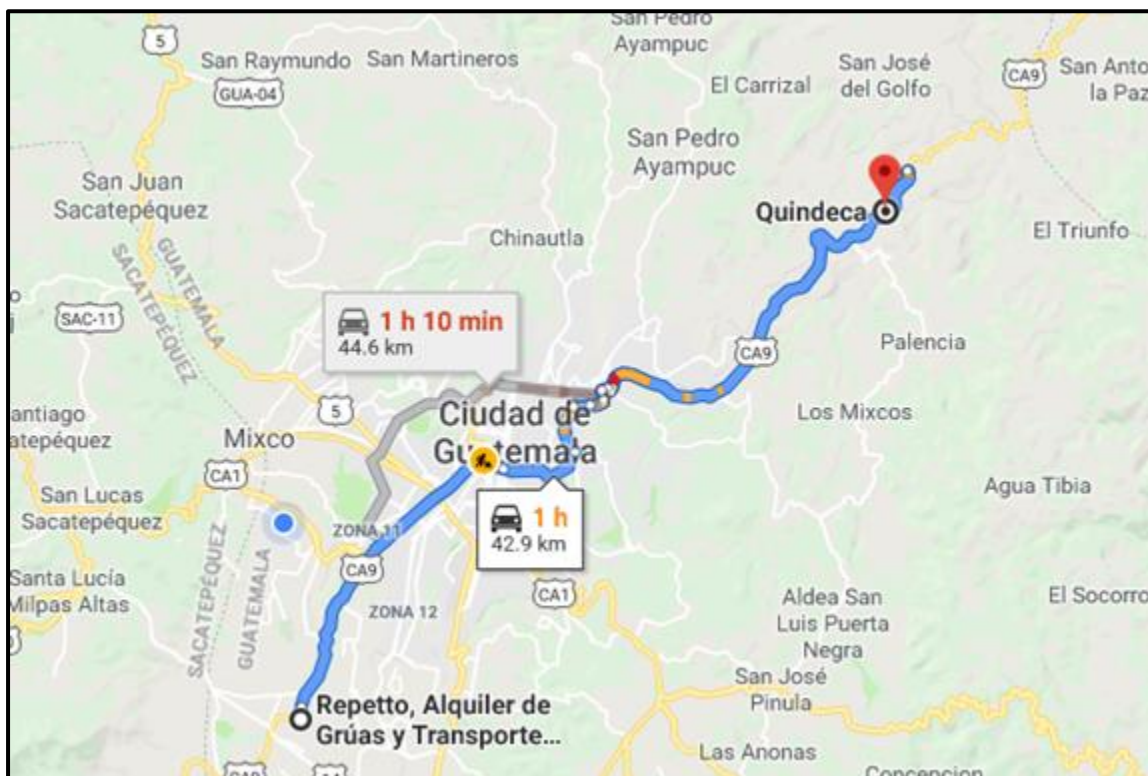 San Pedro
Ayampuc
5
San Raymundo
San Martineros
San José
del Golfo
CA9
San Anto
la Paz
GUA-04
El Carrizal
San Pedro
Ayampuc
San Juan
Sacatepéquez
Quindeca
El Triunfo
Chinautla
GUATEMALA
SACATEPÉQUEZ
SAC-11
1 h 10 min
44.6 km
CA9
Palencia
5
Ciudad de
Guatemala
Los Mixcos
antiago
atepéquez
Mixco
CA1
San Lucas
Sacatepéquez
Agua Tibia
1 h
42.9 km
ZONA 11
CA9
Santa Lucía
Milpas Altas
SACATEPÉQUEZ
GUATEMALA
ZONA 12
CA1
Aldea San
Luis Puerta
Negra
El Socorro
San José
Pinula
Repetto, Alquiler de
Grúas y Transporte...
Las Anonas
Concepción
CA9